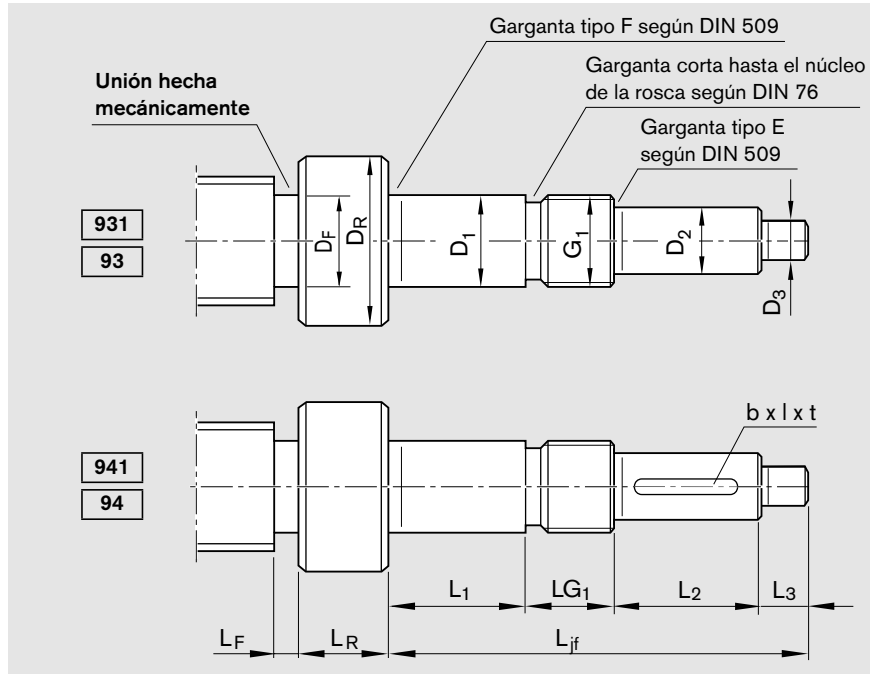 Garganta tipo F según DIN 509
Unión hecha
mecánicamente
Garganta corta hasta el núcleo
de la rosca según DIN 76
Garganta tipo E
según DIN 509
931
93
DF
DR
D1
G1
D2
D3
941
94
b x l x t
L1
LG1
L2
L3
LF
LR
Ljf